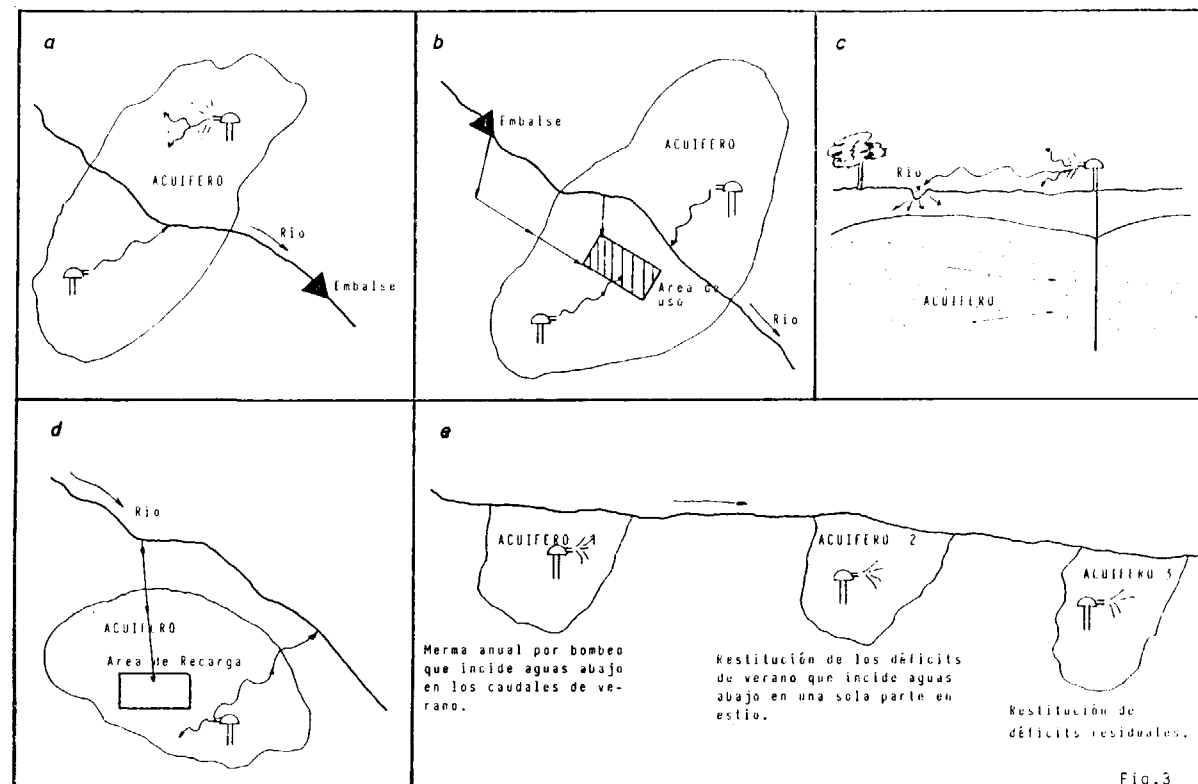 a
ACUIFERO
Rio
Embalse
b
Embalse
ACUIFERO
Area de
uso
Rio
c
Rio
ACUIFERO
d
Rio
ACUIFERO
Area de Recarga
e
ACUIFERO 1
Merma anual por bombeo
que incide aguas abajo
en los caudales de ve-
rano.
ACUIFERO 2
Restitución de los déficits
de verano que incide aguas
abajo en una sola parte en
estio.
ACUIFERO 3
Restitución de
déficits residuales.
Fig.3